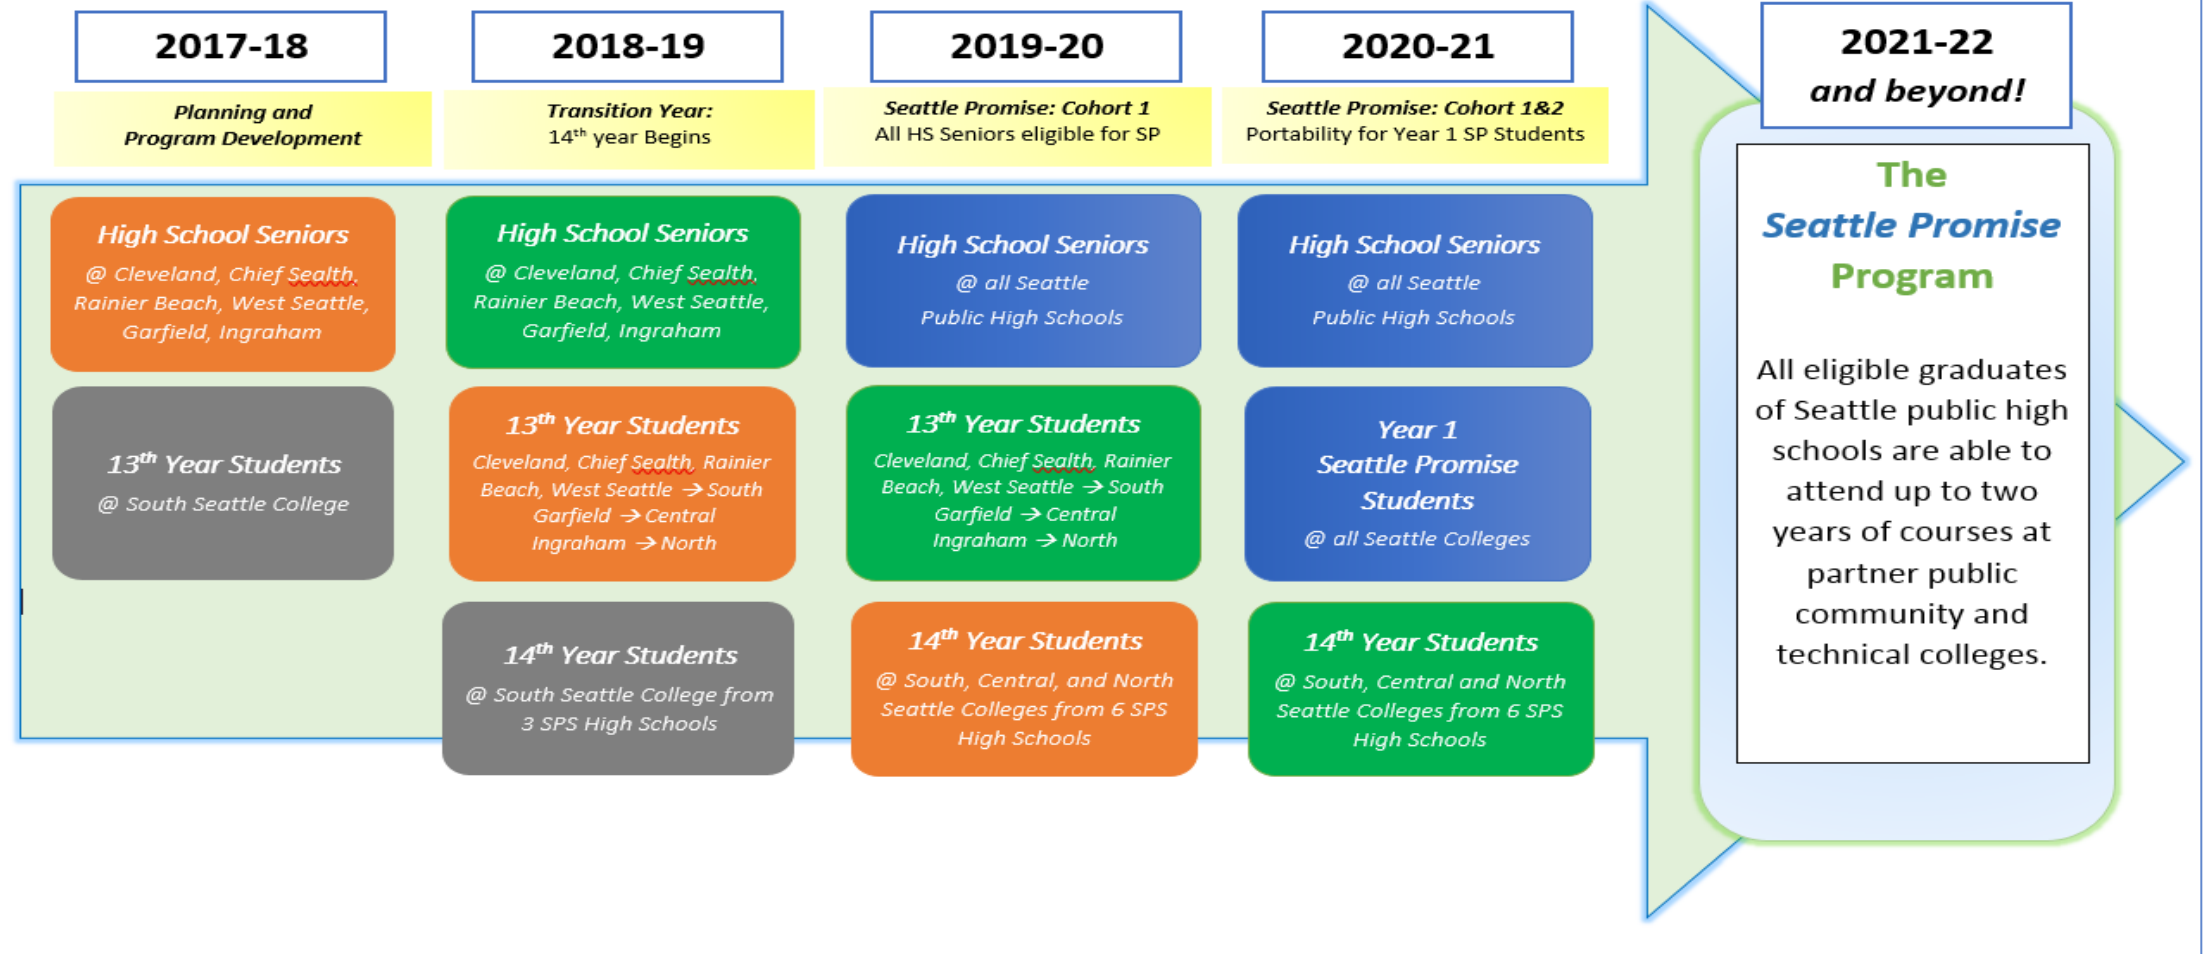 2017-18
Planning and
Program Development
High School Seniors
@ Cleveland, Chief Sealth,
Rainier Beach, West Seattle,
Garfield, Ingraham
13th Year Students
@ South Seattle College
2018-19
Transition Year:
14th year Begins
High School Seniors
@ Cleveland, Chief Sealth,
Rainier Beach, West Seattle,
Garfield, Ingraham
13th Year Students
Cleveland, Chief Sealth, Rainier
Beach, West Seattle → South
Garfield → Central
Ingraham → North
14th Year Students
@ South Seattle College from
3 SPS High Schools
2019-20
Seattle Promise: Cohort 1
All HS Seniors eligible for SP
High School Seniors
@ all Seattle
Public High Schools
13th Year Students
Cleveland, Chief Sealth, Rainier
Beach, West Seattle → South
Garfield → Central
Ingraham → North
14th Year Students
@ South, Central, and North
Seattle Colleges from 6 SPS
High Schools
2020-21
Seattle Promise: Cohort 1&2
Portability for Year 1 SP Students
High School Seniors
@ all Seattle
Public High Schools
Year 1
Seattle Promise
Students
@ all Seattle Colleges
14th Year Students
@ South, Central and North
Seattle Colleges from 6 SPS
High Schools
2021-22
and beyond!
The
Seattle Promise
Program
All eligible graduates
of Seattle public high
schools are able to
attend up to two
years of courses at
partner public
community and
technical colleges.